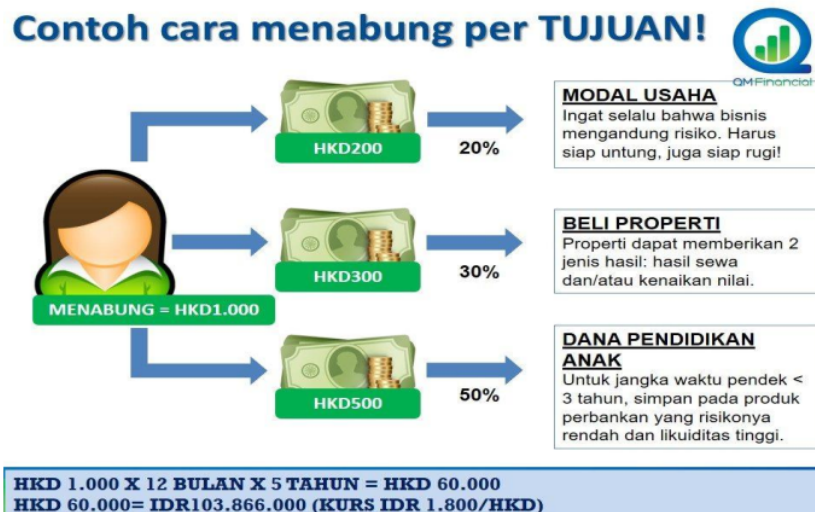 Contoh cara menabung per TUJUAN!
QMFinancial
HKD200
20%
MODAL USAHA
Ingat selalu bahwa bisnis
mengandung risiko. Harus
siap untung, juga siap rugi!
MENABUNG = HKD1.000
HKD300
30%
BELI PROPERTI
Properti dapat memberikan 2
jenis hasil: hasil sewa
dan/atau kenaikan nilai.
HKD500
50%
DANA PENDIDIKAN
ANAK
Untuk jangka waktu pendek <
3 tahun, simpan pada produk
perbankan yang risikonya
rendah dan likuiditas tinggi.
HKD 1.000 X 12 BULAN X 5 TAHUN = HKD 60.000
HKD 60.000= IDR103.866.000 (KURS IDR 1.800/HKD)